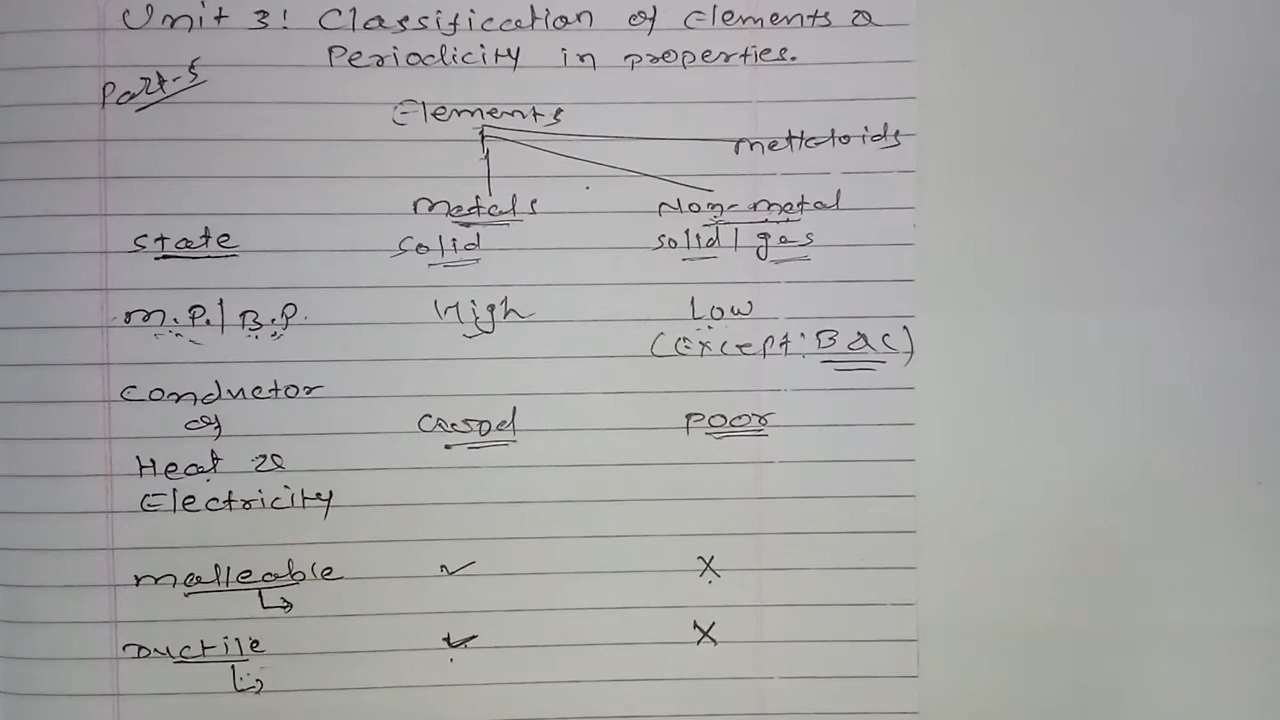 Unit 3! Classification of Elements &
Periodicity in properties.
Part-5
Elements
metalloids
Metals Non-metal
State Solid solid / gas
M.P. / B.P. High Low
(Except: B & C)
Conductor
of Good Poor
Heat &
Electricity
Malleable ✓ X
↳
Ductile ✓ X
↳